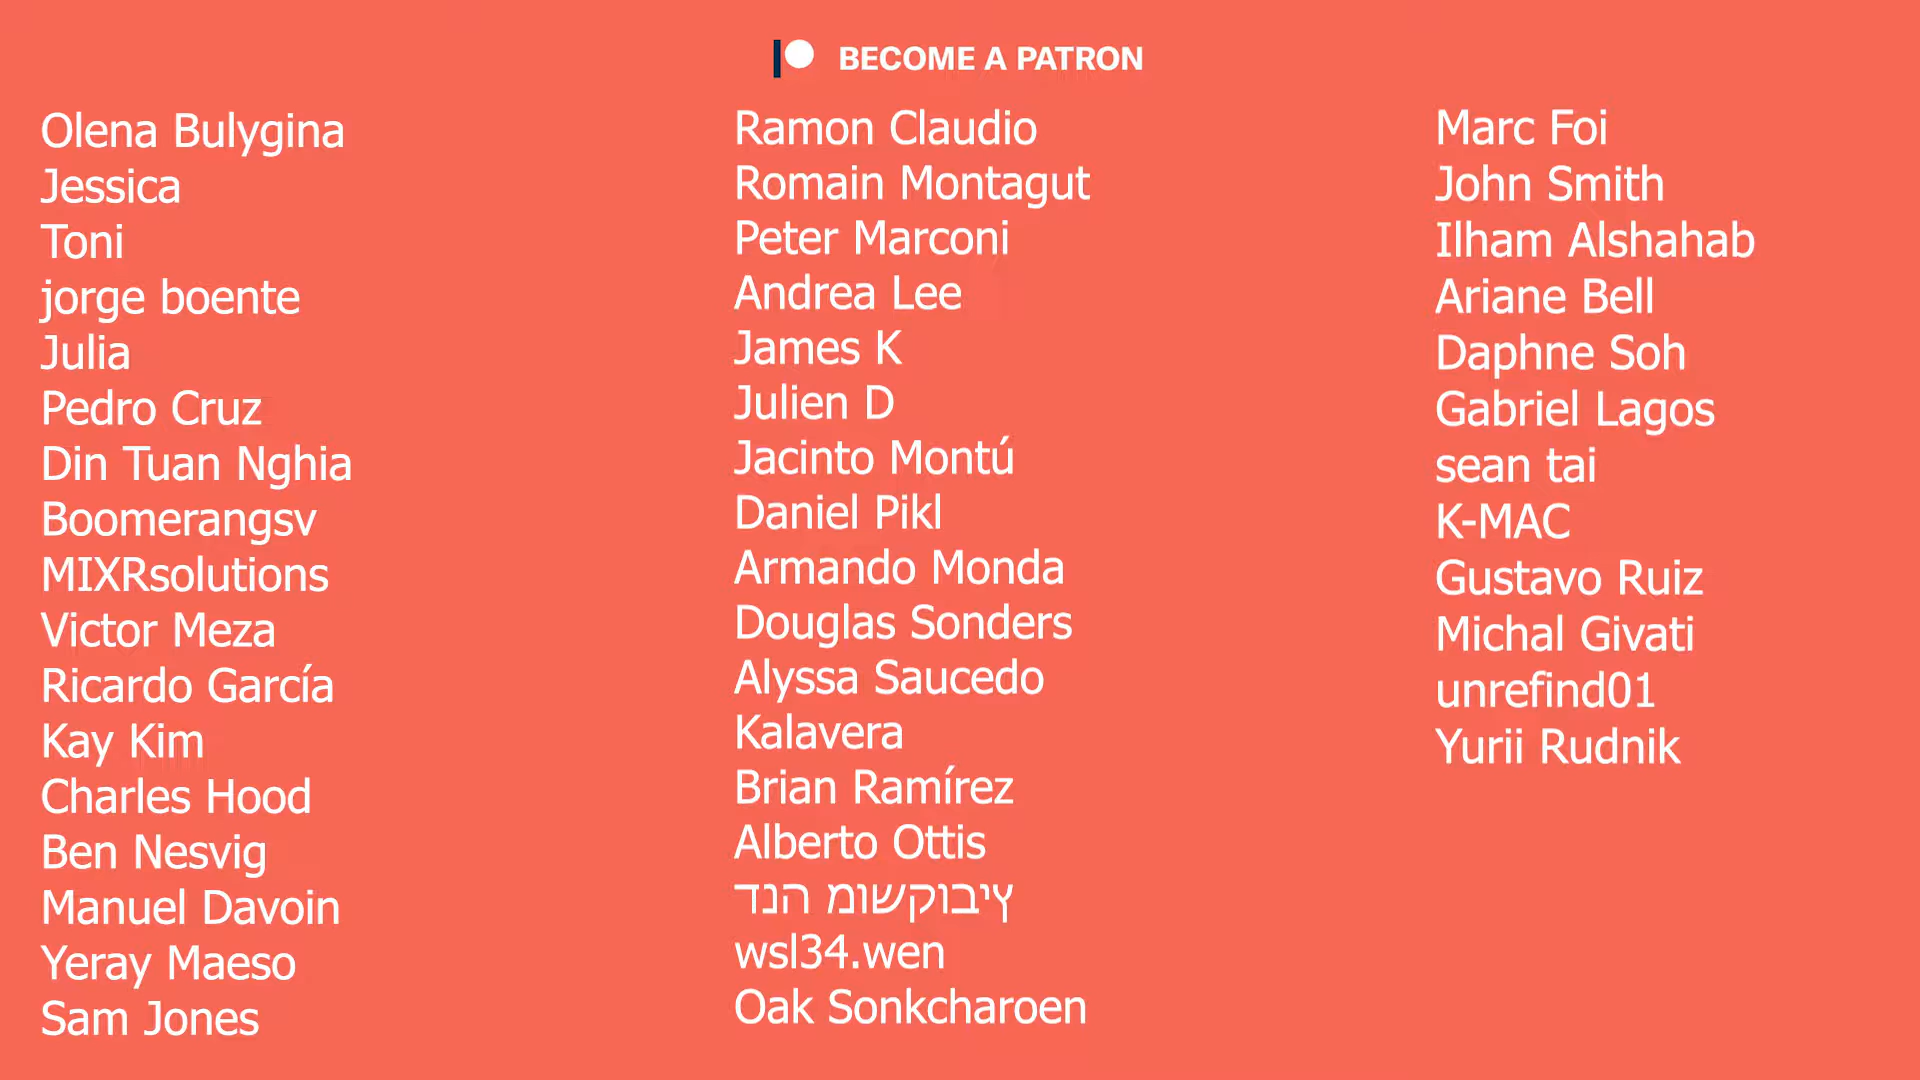 BECOME A PATRON
Olena Bulygina
Jessica
Toni
jorge boente
Julia
Pedro Cruz
Din Tuan Nghia
Boomerangsv
MIXRsolutions
Victor Meza
Ricardo García
Kay Kim
Charles Hood
Ben Nesvig
Manuel Davoin
Yeray Maeso
Sam Jones
Ramon Claudio
Romain Montagut
Peter Marconi
Andrea Lee
James K
Julien D
Jacinto Montú
Daniel Pikl
Armando Monda
Douglas Sonders
Alyssa Saucedo
Kalavera
Brian Ramírez
Alberto Ottis
דנה מושקוביץ
wsl34.wen
Oak Sonkcharoen
Marc Foi
John Smith
Ilham Alshahab
Ariane Bell
Daphne Soh
Gabriel Lagos
sean tai
K-MAC
Gustavo Ruiz
Michal Givati
unrefind01
Yurii Rudnik